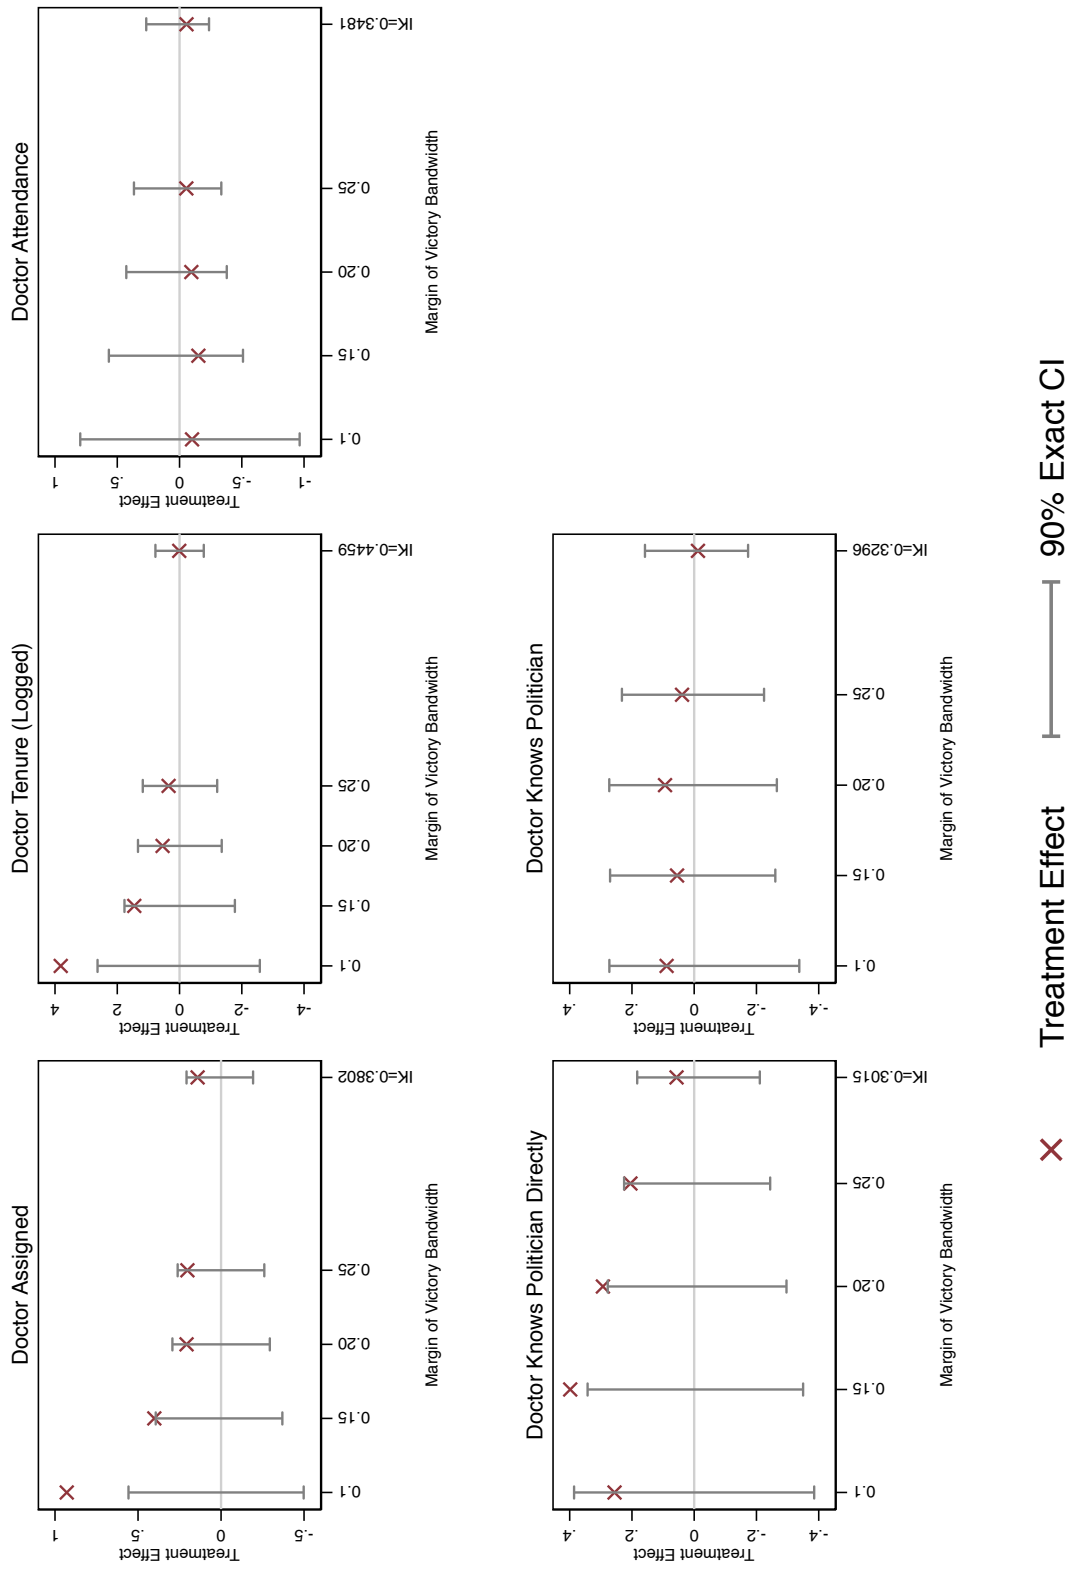 Doctor Assigned
Treatment Effect
1
.5
0
-.5
0.1
0.15
0.20
0.25
IK=0.3802
Margin of Victory Bandwidth
Doctor Tenure (Logged)
Treatment Effect
4
2
0
-2
-4
0.1
0.15
0.20
0.25
IK=0.4459
Margin of Victory Bandwidth
Doctor Attendance
Treatment Effect
1
.5
0
-.5
-1
0.1
0.15
0.20
0.25
IK=0.3481
Margin of Victory Bandwidth
Doctor Knows Politician Directly
Treatment Effect
.4
.2
0
-.2
-.4
0.1
0.15
0.20
0.25
IK=0.3015
Margin of Victory Bandwidth
Doctor Knows Politician
Treatment Effect
.4
.2
0
-.2
-.4
0.1
0.15
0.20
0.25
IK=0.3296
Margin of Victory Bandwidth
Treatment Effect
90% Exact CI